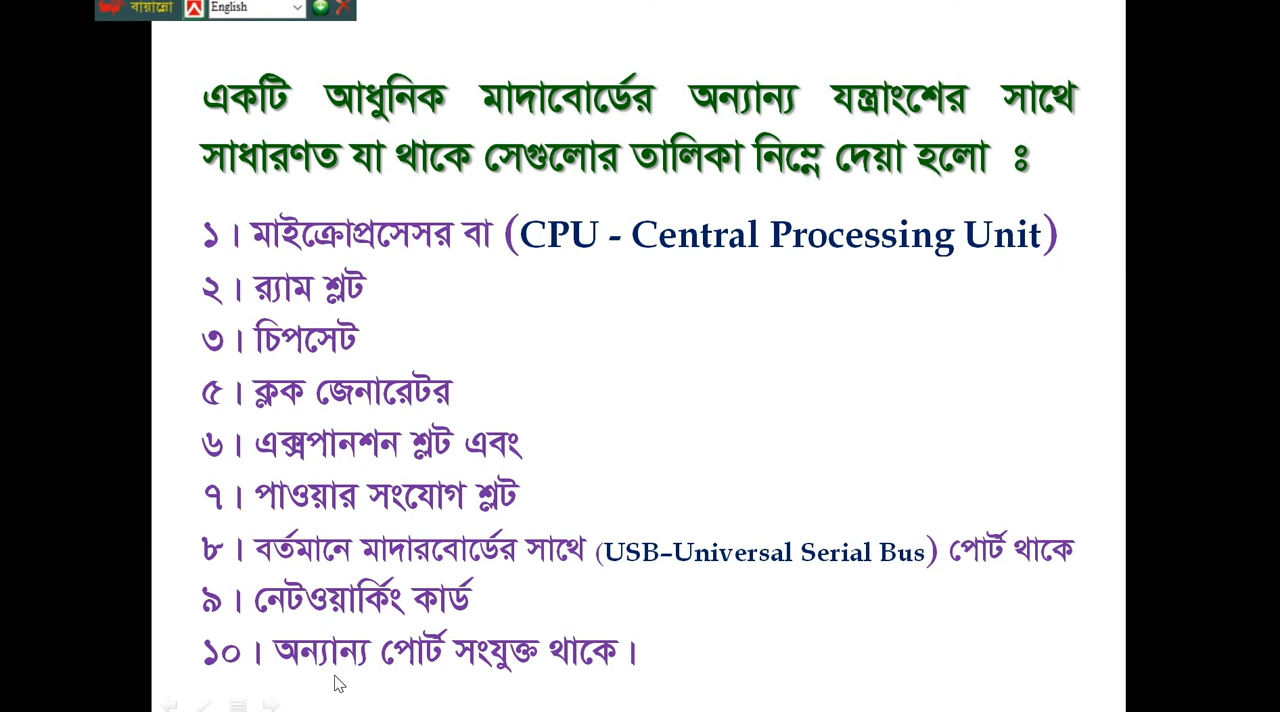 বায়ান্নো English
একটি আধুনিক মাদাবোর্ডের অন্যান্য যন্ত্রাংশের সাথে
সাধারণত যা থাকে সেগুলোর তালিকা নিম্নে দেয়া হলো ঃ
১। মাইক্রোপ্রসেসর বা (CPU - Central Processing Unit)
২। র‍্যাম স্লট
৩। চিপসেট
৫। ক্লক জেনারেটর
৬। এক্সপানশন স্লট এবং
৭। পাওয়ার সংযোগ স্লট
৮। বর্তমানে মাদারবোর্ডের সাথে (USB–Universal Serial Bus) পোর্ট থাকে
৯। নেটওয়ার্কিং কার্ড
১০। অন্যান্য পোর্ট সংযুক্ত থাকে।